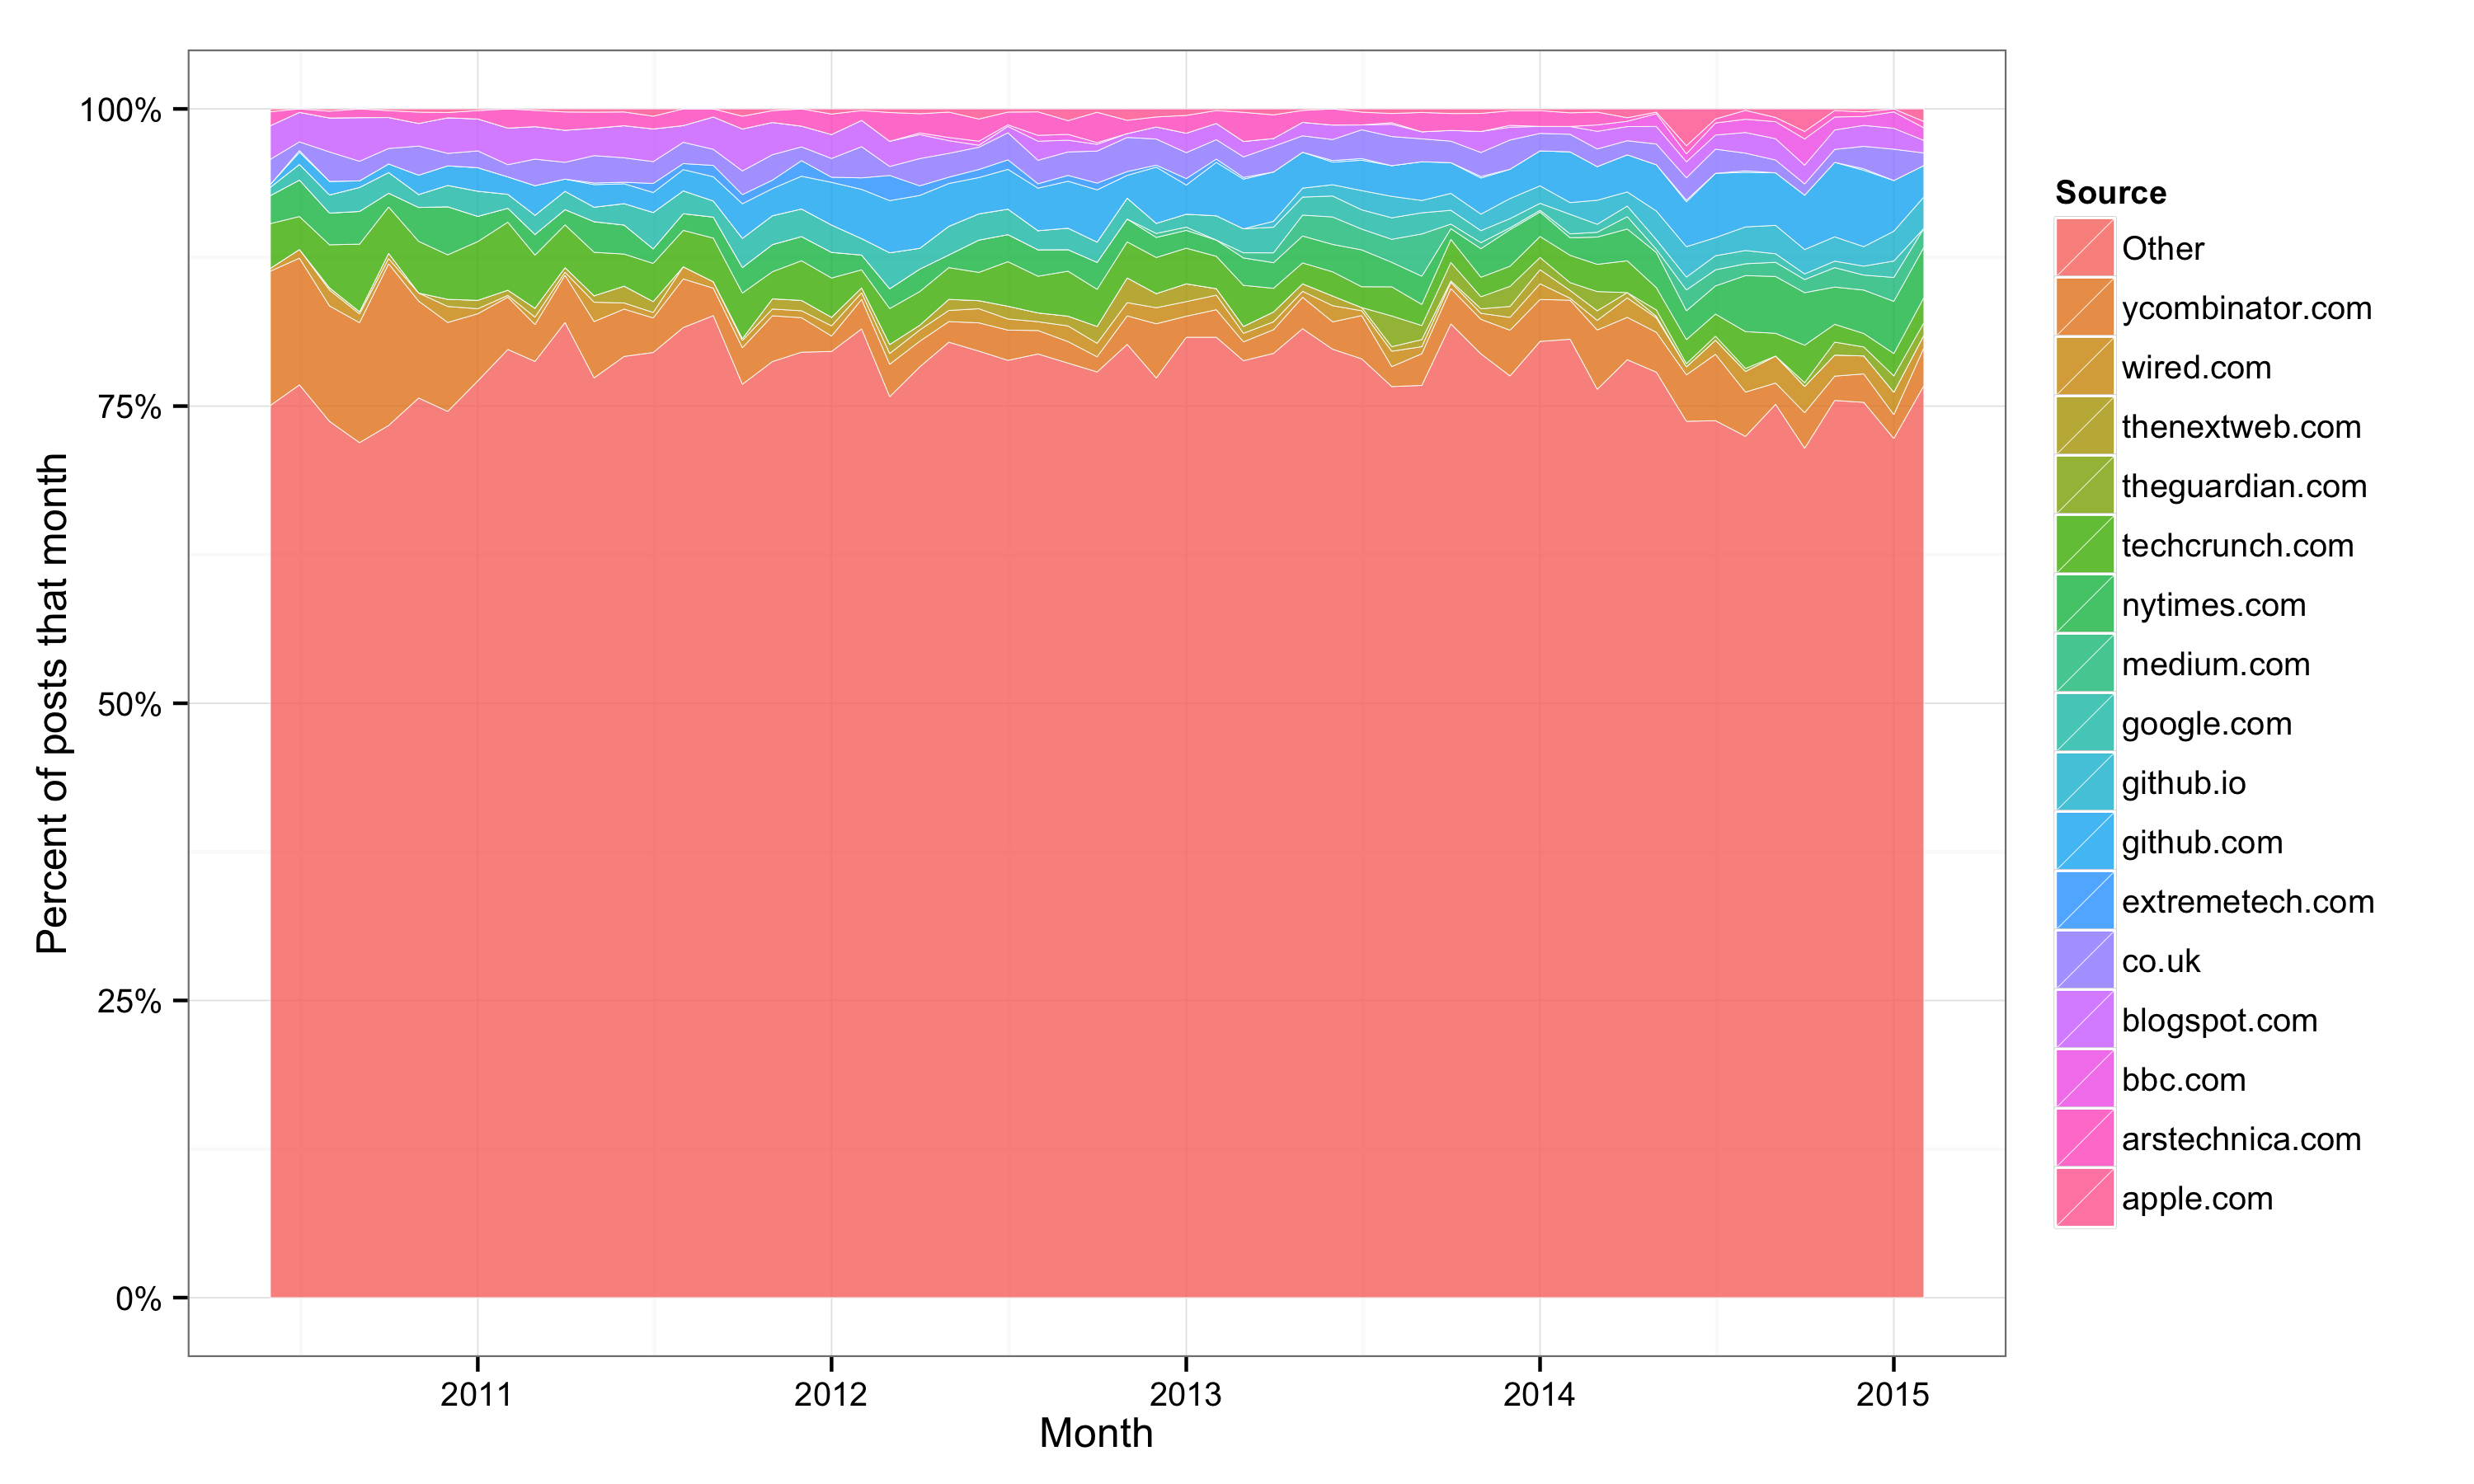 Percent of posts that month
100%
75%
50%
25%
0%
2011
2012
2013
2014
2015
Month
Source
Other
ycombinator.com
wired.com
thenextweb.com
theguardian.com
techcrunch.com
nytimes.com
medium.com
google.com
github.io
github.com
extremetech.com
co.uk
blogspot.com
bbc.com
arstechnica.com
apple.com